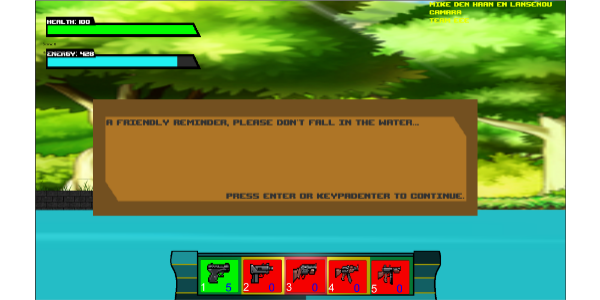 MIKE DEN HAAN EN LANSENOU
CAMARA
HEALTH: 100
ENERGY: 428
A FRIENDLY REMINDER, PLEASE DON'T FALL IN THE WATER...
PRESS ENTER OR KEYPADENTER TO CONTINUE.
1 5 2 0 3 0 4 0 5 0